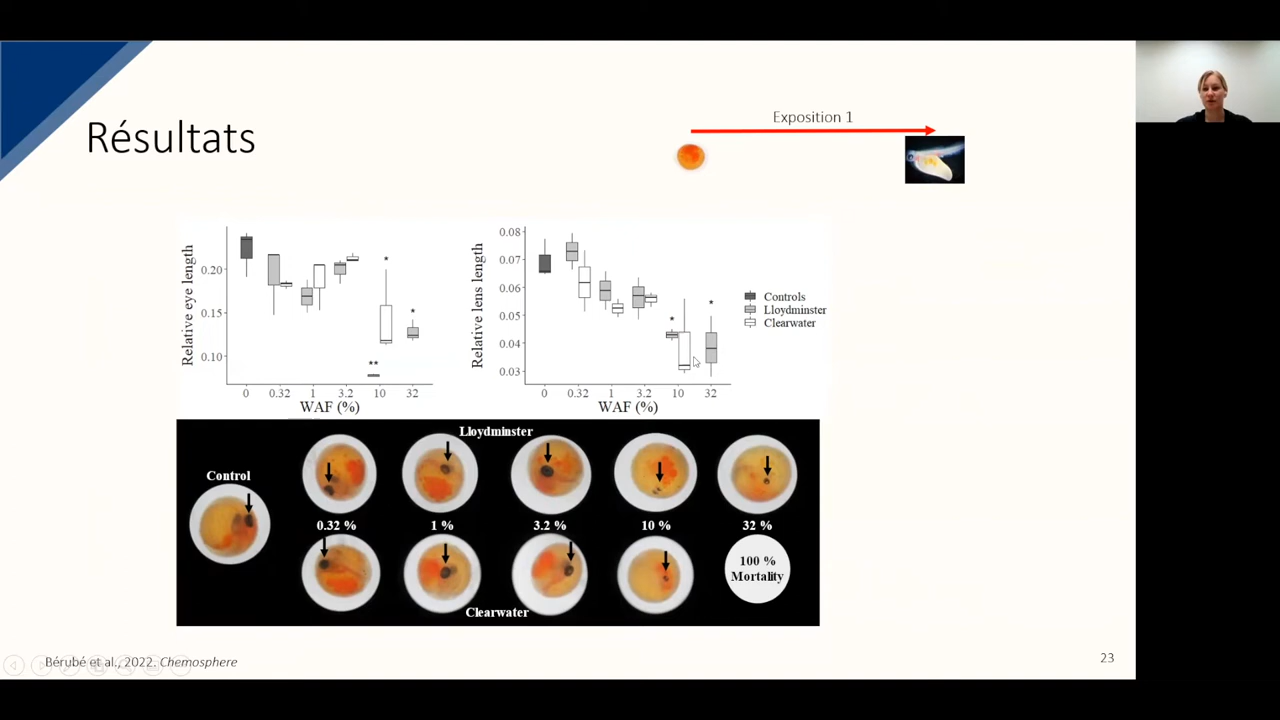 Résultats
Exposition 1
Relative eye length
0.20
0.15
0.10
*
*
**
0 0.32 1 3.2 10 32
WAF (%)
Relative lens length
0.08
0.07
0.06
0.05
0.04
0.03
*
*
0 0.32 1 3.2 10 32
WAF (%)
Controls
Lloydminster
Clearwater
Lloydminster
Control
0.32 % 1 % 3.2 % 10 % 32 %
100 %
Mortality
Clearwater
Bérubé et al., 2022. Chemosphere
23